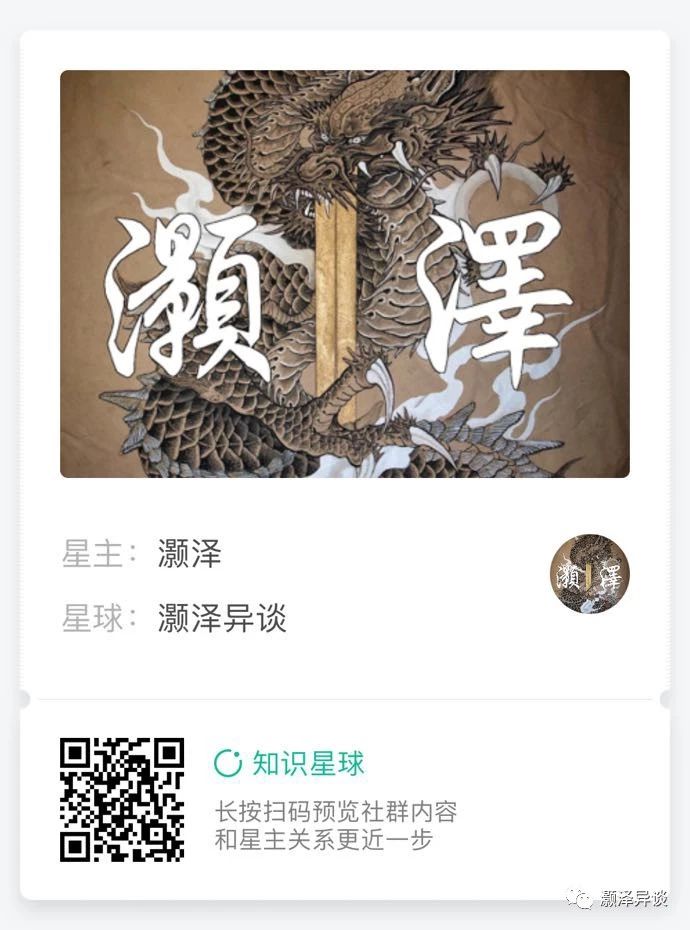 灝澤
星主：灏泽
灝澤
星球：灏泽异谈
知识星球
长按扫码预览社群内容
和星主关系更近一步
灏泽异谈